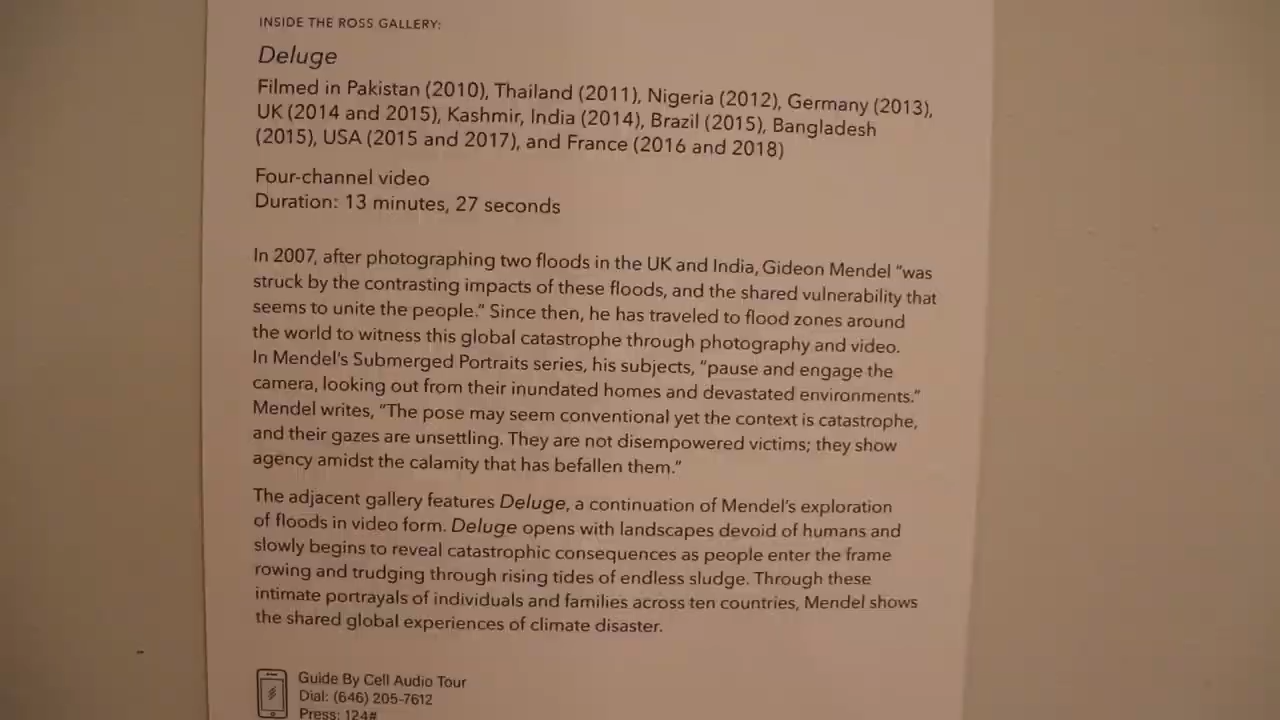 INSIDE THE ROSS GALLERY:
Deluge
Filmed in Pakistan (2010), Thailand (2011), Nigeria (2012), Germany (2013),
UK (2014 and 2015), Kashmir, India (2014), Brazil (2015), Bangladesh
(2015), USA (2015 and 2017), and France (2016 and 2018)
Four-channel video
Duration: 13 minutes, 27 seconds
In 2007, after photographing two floods in the UK and India, Gideon Mendel “was
struck by the contrasting impacts of these floods, and the shared vulnerability that
seems to unite the people.” Since then, he has traveled to flood zones around
the world to witness this global catastrophe through photography and video.
In Mendel’s Submerged Portraits series, his subjects, “pause and engage the
camera, looking out from their inundated homes and devastated environments.”
Mendel writes, “The pose may seem conventional yet the context is catastrophe,
and their gazes are unsettling. They are not disempowered victims; they show
agency amidst the calamity that has befallen them.”
The adjacent gallery features Deluge, a continuation of Mendel’s exploration
of floods in video form. Deluge opens with landscapes devoid of humans and
slowly begins to reveal catastrophic consequences as people enter the frame
rowing and trudging through rising tides of endless sludge. Through these
intimate portrayals of individuals and families across ten countries, Mendel shows
the shared global experiences of climate disaster.
Guide By Cell Audio Tour
Dial: (646) 205-7612
Press: 124#